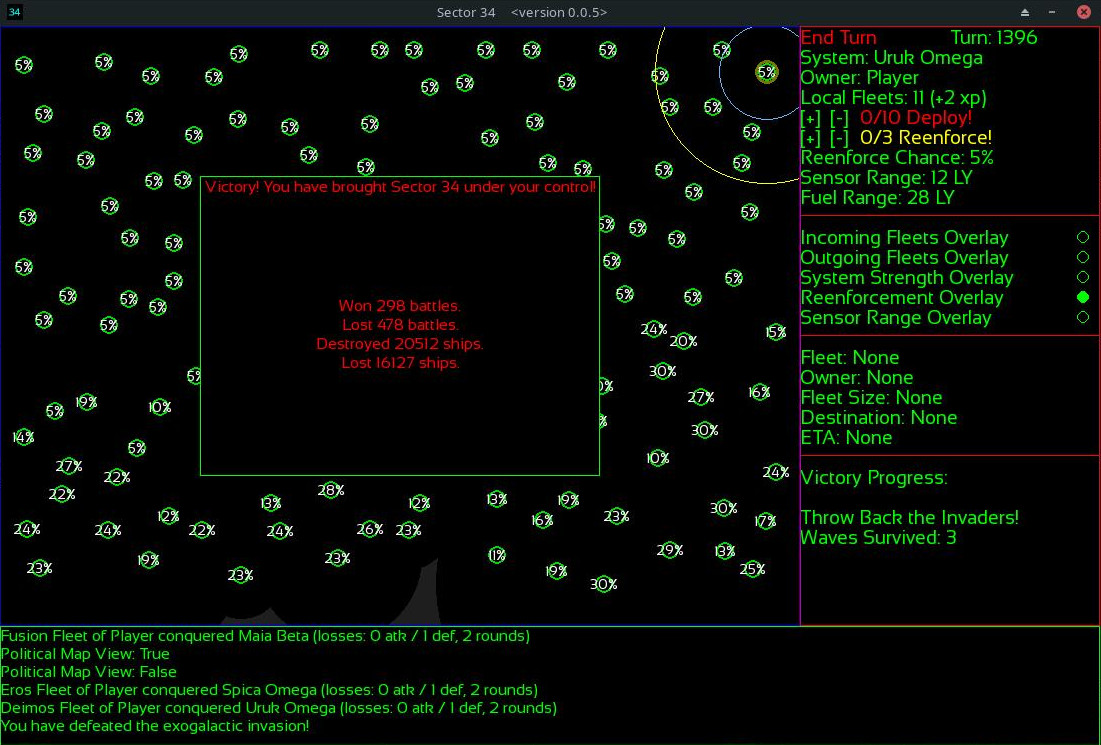 34
Sector 34 <version 0.0.5>
End Turn Turn: 1396
System: Uruk Omega
Owner: Player
Local Fleets: 11 (+2 xp)
[+] [-] 0/10 Deploy!
[+] [-] 0/3 Reenforce!
Reenforce Chance: 5%
Sensor Range: 12 LY
Fuel Range: 28 LY
Incoming Fleets Overlay
Outgoing Fleets Overlay
System Strength Overlay
Reenforcement Overlay
Sensor Range Overlay
Fleet: None
Owner: None
Fleet Size: None
Destination: None
ETA: None
Victory Progress:
Throw Back the Invaders!
Waves Survived: 3
5% 5% 5% 5% 5% 5% 5% 5% 5% 5% 5%
5% 5% 5% 5% 5% 5% 5% 5%
5% 5% 5% 5% 5% 5% 5% 5% 5%
5% 5% 5% 5% 5%
5% 5% 5% 5% 5% 5% 5% 5%
5% 5% 5% 5%
5% 5% 5%
5% 5% 5%
5% 5% 5% 5% 5%
5% 5% 5% 5%
5% 5% 5% 5% 5%
5% 5%
Victory! You have brought Sector 34 under your control!
Won 298 battles.
Lost 478 battles.
Destroyed 20512 ships.
Lost 16127 ships.
24% 20% 15%
30%
5% 19% 10% 27% 16%
14% 30%
5%
27% 22% 10% 24%
22% 28%
13% 12% 13% 19%
12% 16% 23% 30% 17%
24% 24% 22% 24% 26% 23%
19% 23% 11% 29% 13%
23% 23% 19% 30% 25%
Fusion Fleet of Player conquered Maia Beta (losses: 0 atk / 1 def, 2 rounds)
Political Map View: True
Political Map View: False
Eros Fleet of Player conquered Spica Omega (losses: 0 atk / 1 def, 2 rounds)
Deimos Fleet of Player conquered Uruk Omega (losses: 0 atk / 1 def, 2 rounds)
You have defeated the exogalactic invasion!